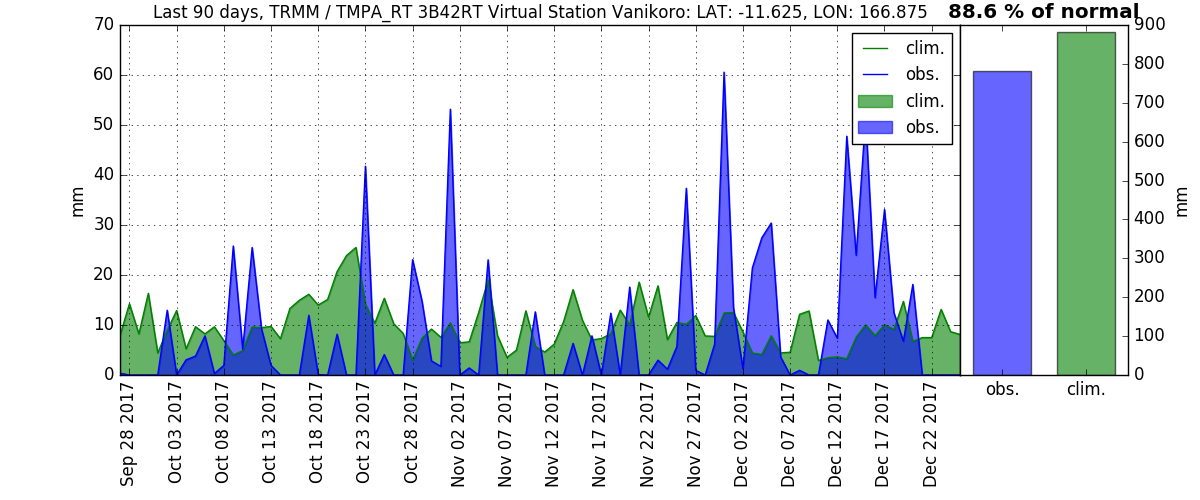 Last 90 days, TRMM / TMPA_RT 3B42RT Virtual Station Vanikoro: LAT: -11.625, LON: 166.875
88.6 % of normal
70
60
50
40
30
20
10
0
mm
clim.
obs.
clim.
obs.
Sep 28 2017
Oct 03 2017
Oct 08 2017
Oct 13 2017
Oct 18 2017
Oct 23 2017
Oct 28 2017
Nov 02 2017
Nov 07 2017
Nov 12 2017
Nov 17 2017
Nov 22 2017
Nov 27 2017
Dec 02 2017
Dec 07 2017
Dec 12 2017
Dec 17 2017
Dec 22 2017
900
800
700
600
500
400
300
200
100
0
mm
obs.
clim.